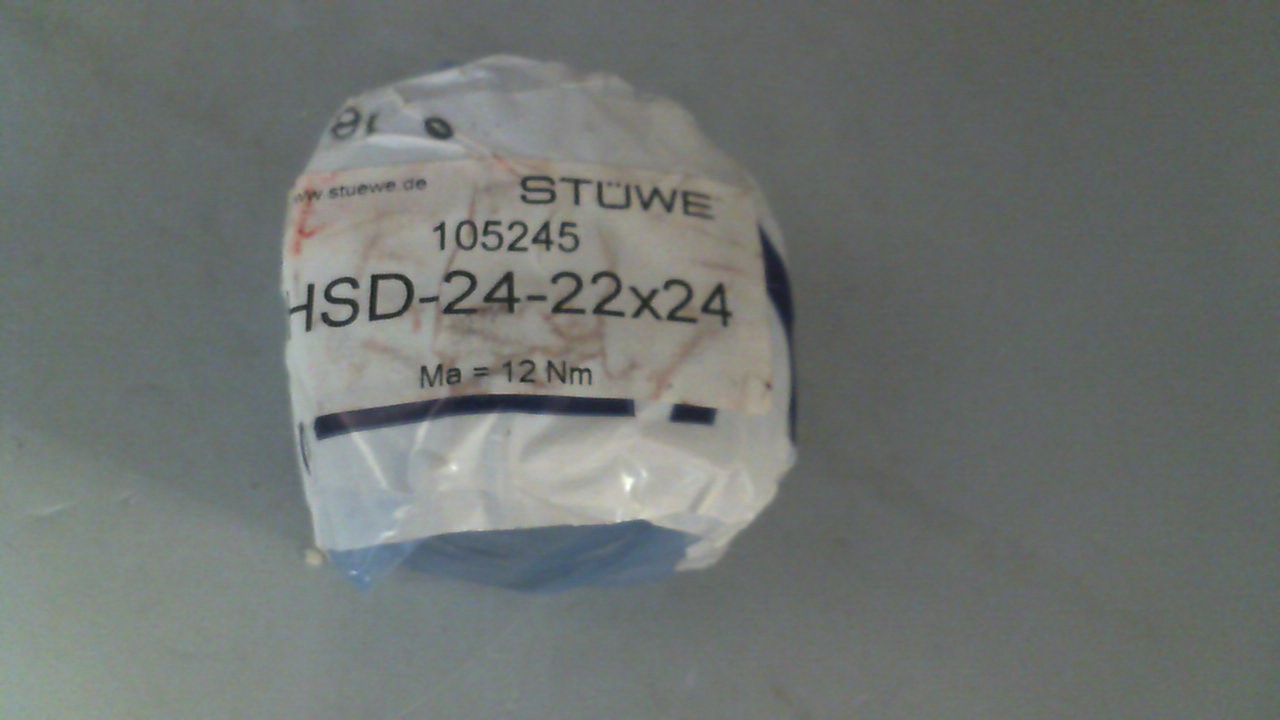 www.stuewe.de
STÜWE
105245
HSD-24-22x24
Ma = 12 Nm